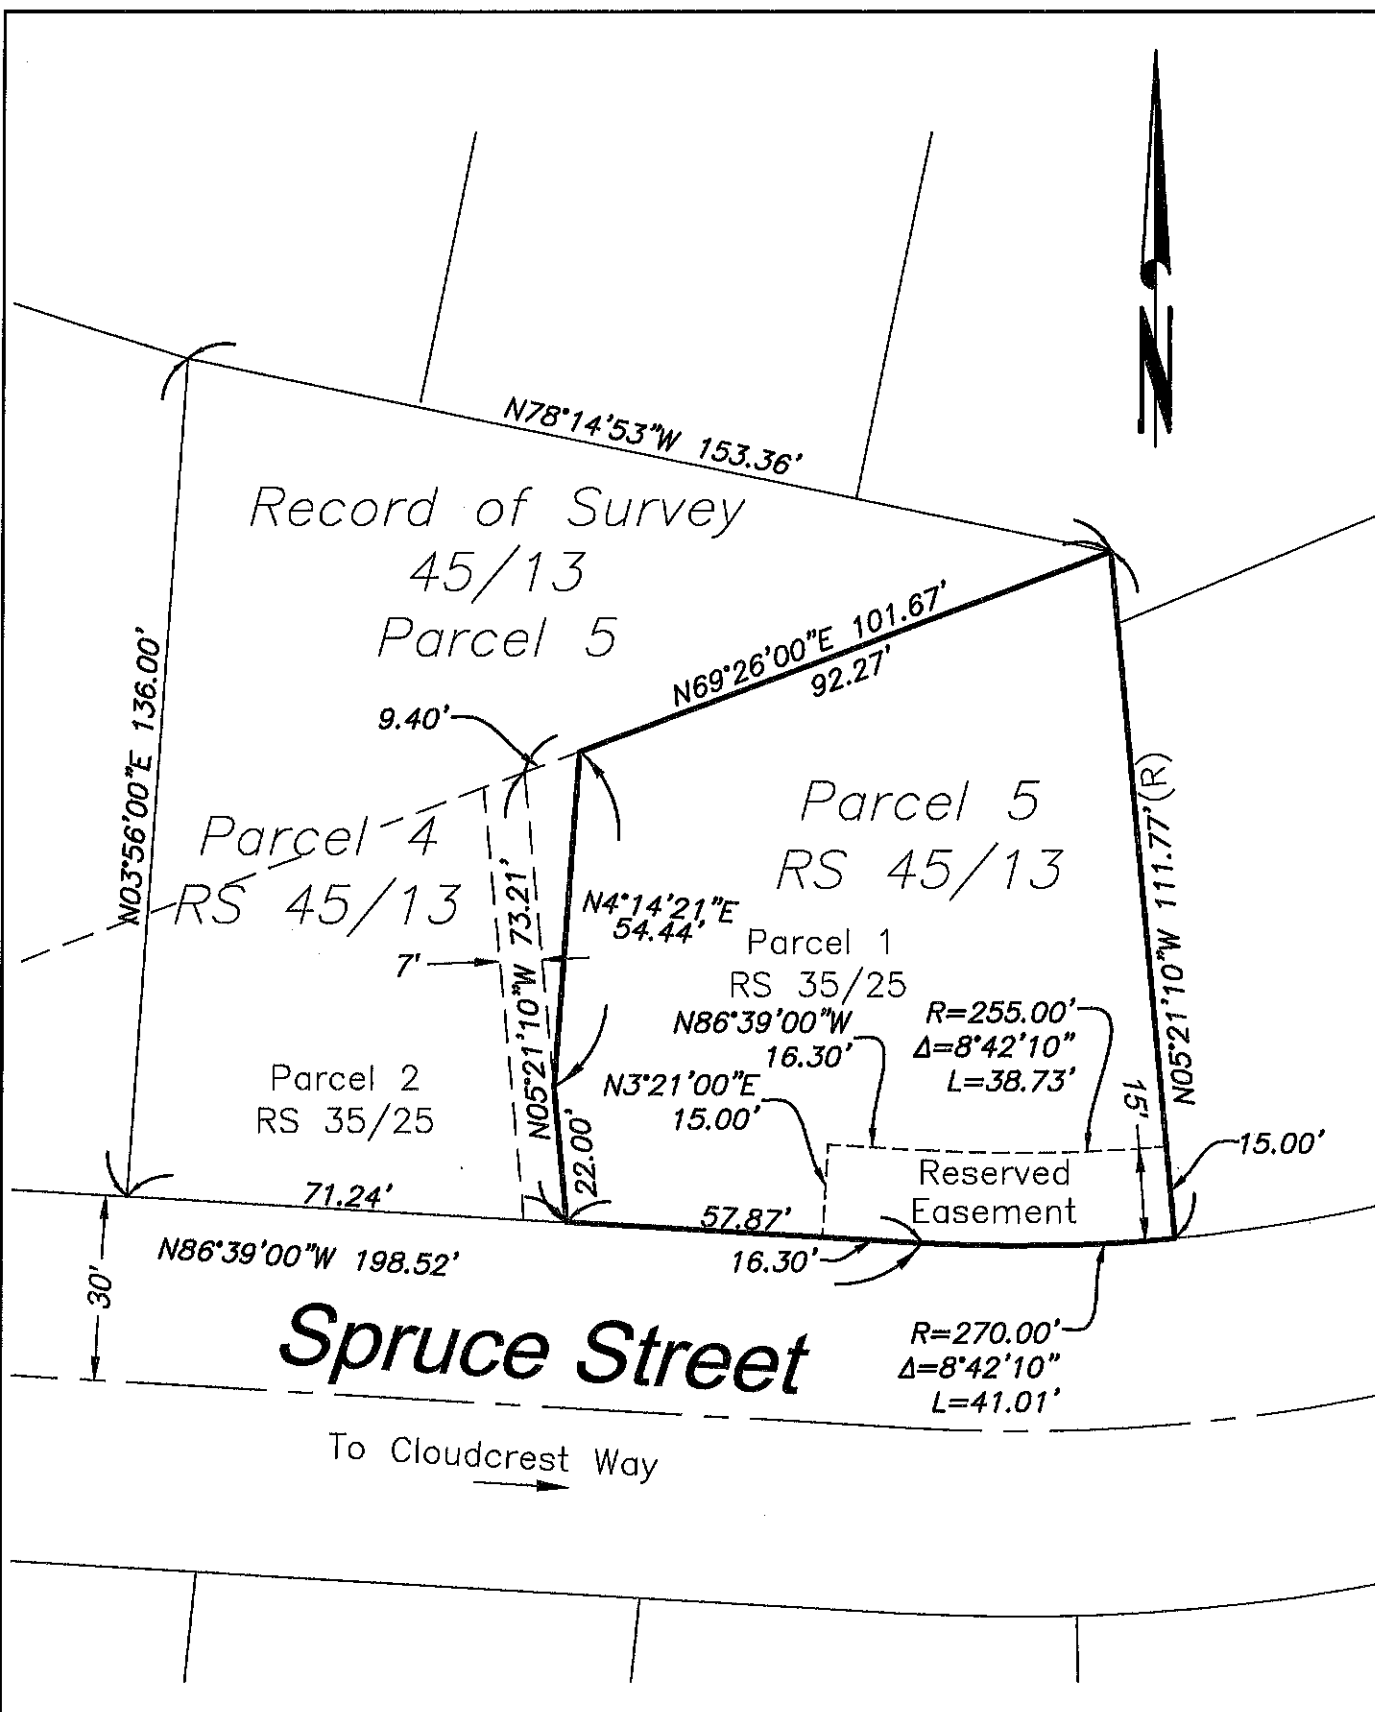 N
N78°14'53"W 153.36'
Record of Survey
45/13
Parcel 5
N03°56'00"E 136.00'
N69°26'00"E 101.67'
92.27'
9.40'
Parcel 4
RS 45/13
Parcel 5
RS 45/13
N05°21'10"W 111.77'(R)
N05°21'10"W 73.21'
N4°14'21"E
54.44'
7'
Parcel 1
RS 35/25
N86°39'00"W
16.30'
R=255.00'
Δ=8°42'10"
L=38.73'
N3°21'00"E
15.00'
Parcel 2
RS 35/25
22.00'
15'
15.00'
Reserved
Easement
71.24'
57.87'
16.30'
N86°39'00"W 198.52'
30'
Spruce Street
R=270.00'
Δ=8°42'10"
L=41.01'
To Cloudcrest Way